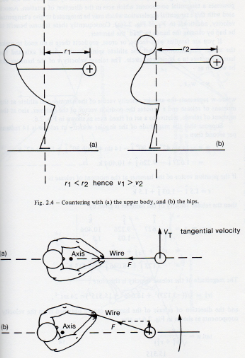 r1
r2
(a)
(b)
r1 < r2 hence v1 > v2
Fig. 2.4 – Countering with (a) the upper body, and (b) the hips.
VT tangential velocity
(a)
Axis
Wire
F
(b)
Axis
Wire
F